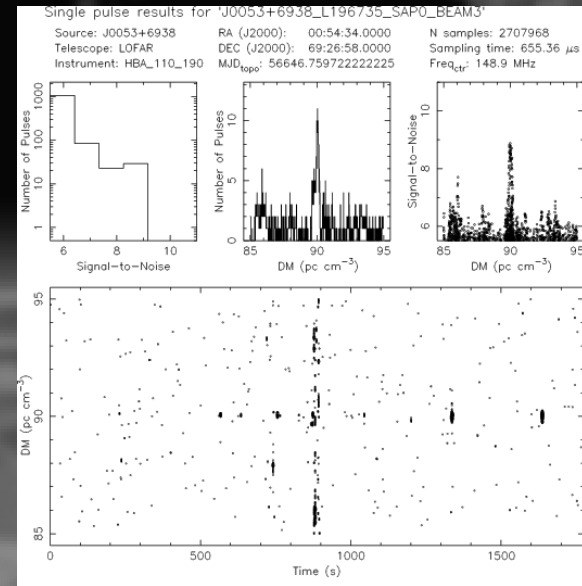 Single pulse results for 'J0053+6938_L196735_SAP0_BEAM3'
Source: J0053+6938 RA (J2000): 00:54:34.0000 N samples: 2707968
Telescope: LOFAR DEC (J2000): 69:26:58.0000 Sampling time: 655.36 μs
Instrument: HBA_110_190 MJD_topo: 56646.759722222225 Freq_ctr: 148.9 MHz
Number of Pulses
1000
100
10
1
6 8 10
Signal-to-Noise
Number of Pulses
10
5
0
85 90 95
DM (pc cm⁻³)
Signal-to-Noise
10
8
6
85 90 95
DM (pc cm⁻³)
DM (pc cm⁻³)
95
90
85
0 500 1000 1500
Time (s)